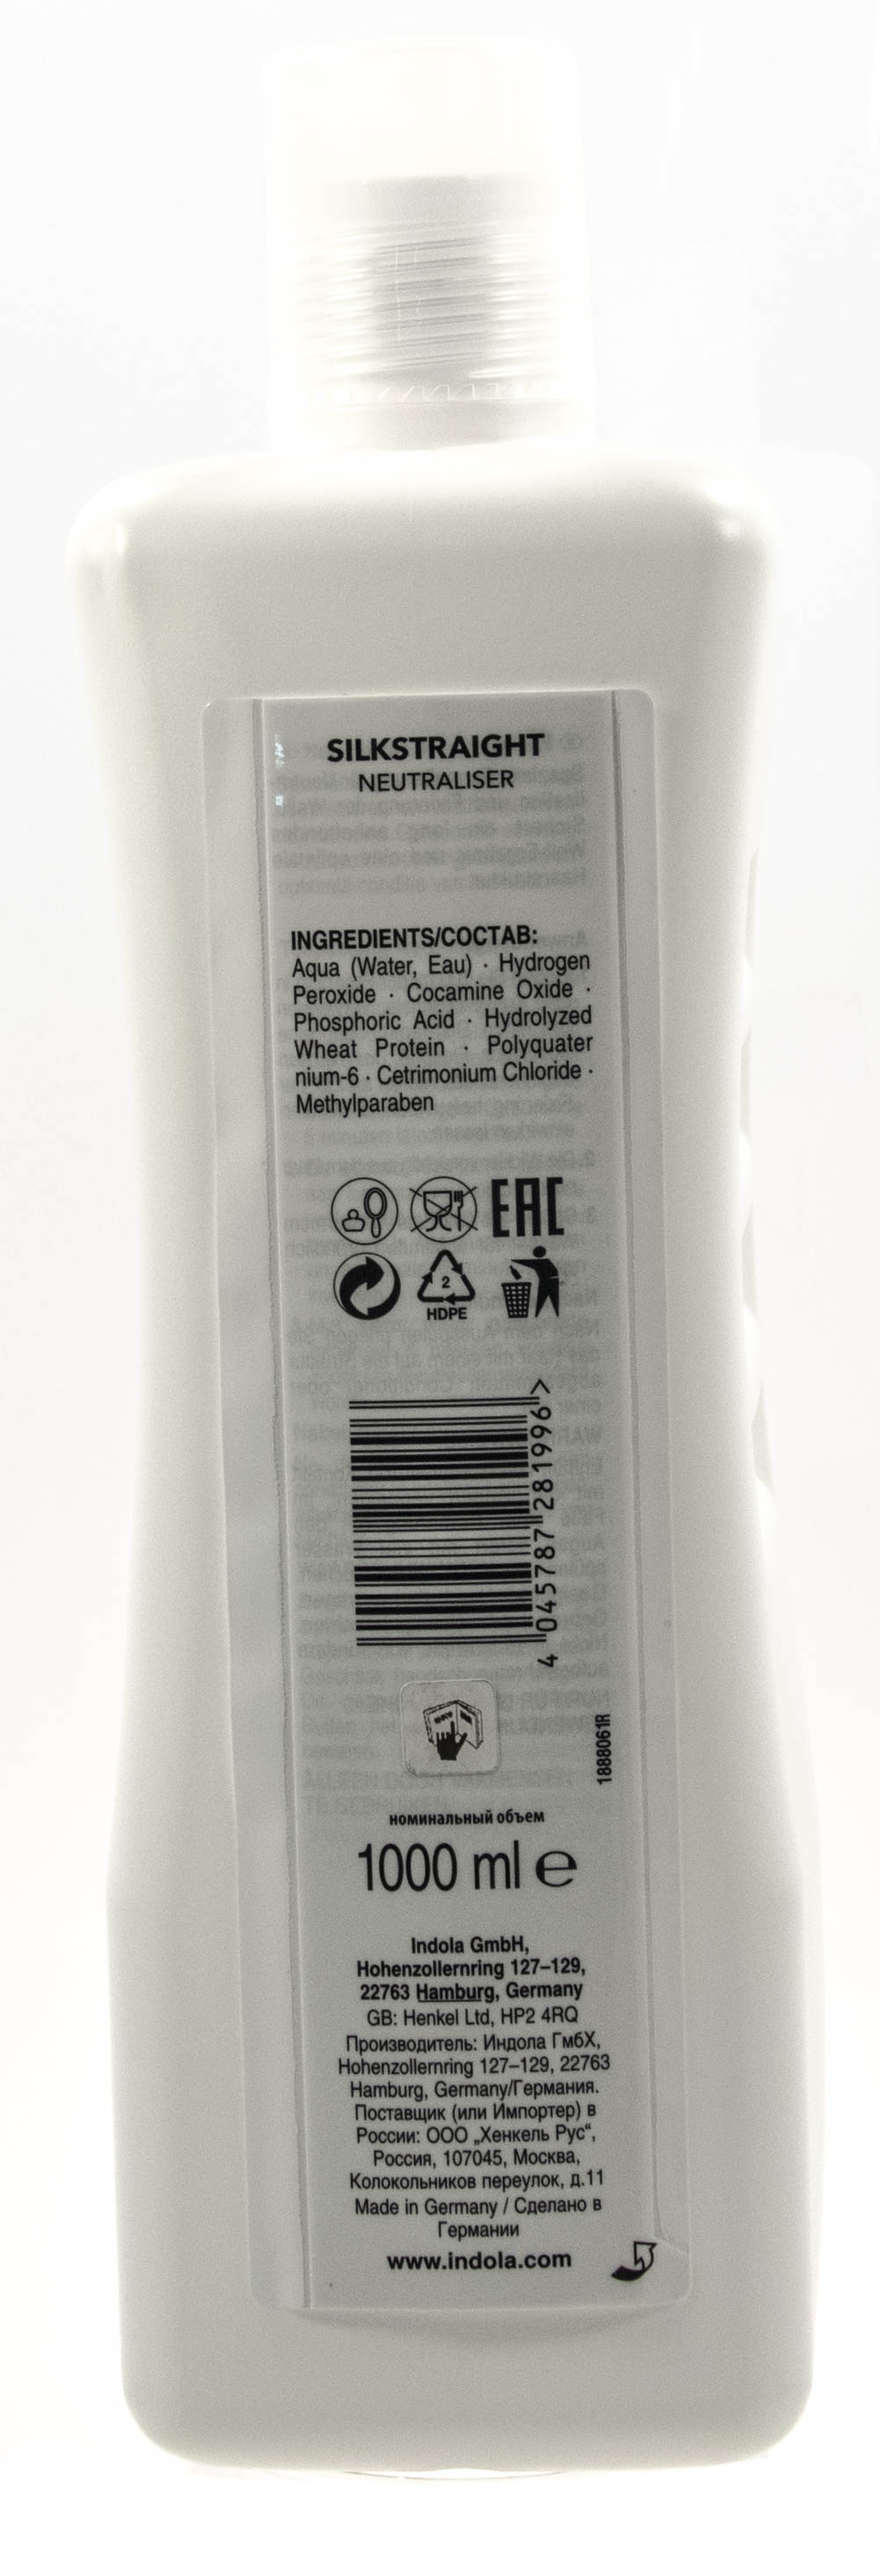 SILKSTRAIGHT
NEUTRALISER
INGREDIENTS/СОСТАВ:
Aqua (Water, Eau) · Hydrogen
Peroxide · Cocamine Oxide ·
Phosphoric Acid · Hydrolyzed
Wheat Protein · Polyquater
nium-6 · Cetrimonium Chloride ·
Methylparaben
EAC
2
HDPE
4 045787 281996 >
1888061R
номинальный объем
1000 ml e
Indola GmbH,
Hohenzollernring 127–129,
22763 Hamburg, Germany
GB: Henkel Ltd, HP2 4RQ
Производитель: Индола ГмбХ,
Hohenzollernring 127–129, 22763
Hamburg, Germany/Германия.
Поставщик (или Импортер) в
России: ООО „Хенкель Рус“,
Россия, 107045, Москва,
Колокольников переулок, д.11
Made in Germany / Сделано в
Германии
www.indola.com